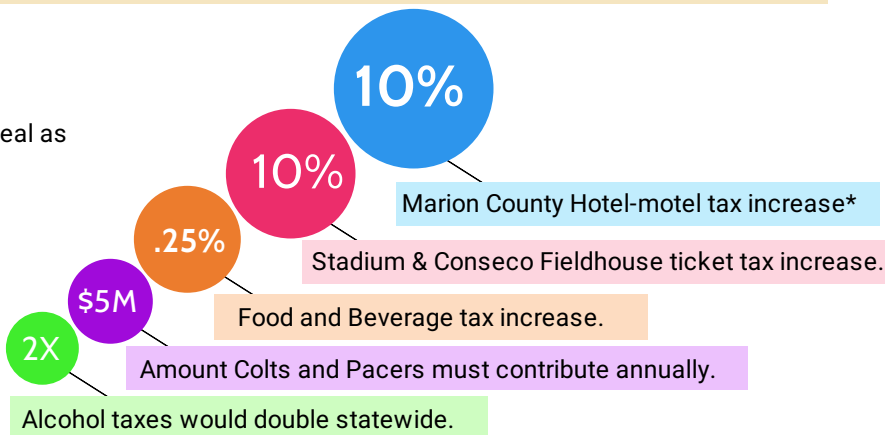 10%
eal as
10%
Marion County Hotel-motel tax increase*
.25%
Stadium & Conseco Fieldhouse ticket tax increase.
$5M
Food and Beverage tax increase.
2X
Amount Colts and Pacers must contribute annually.
Alcohol taxes would double statewide.